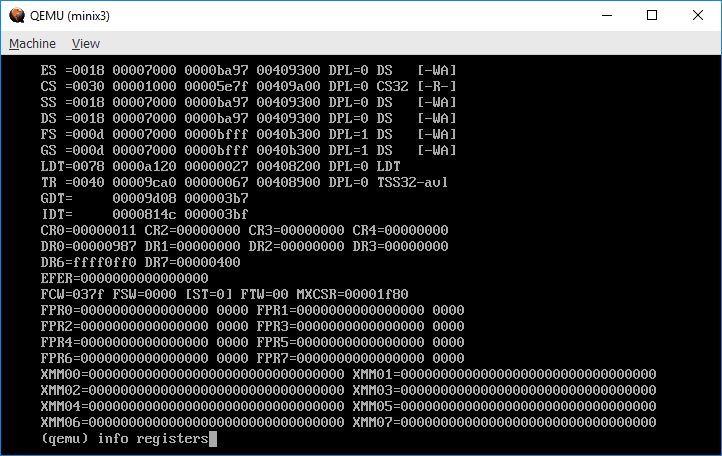 QEMU (minix3)
Machine View
ES =0018 00007000 0000ba97 00409300 DPL=0 DS   [-WA]
CS =0030 00001000 00005e7f 00409a00 DPL=0 CS32 [-R-]
SS =0018 00007000 0000ba97 00409300 DPL=0 DS   [-WA]
DS =0018 00007000 0000ba97 00409300 DPL=0 DS   [-WA]
FS =000d 00007000 0000bfff 0040b300 DPL=1 DS   [-WA]
GS =000d 00007000 0000bfff 0040b300 DPL=1 DS   [-WA]
LDT=0078 0000a120 00000027 00408200 DPL=0 LDT
TR =0040 00009ca0 00000067 00408900 DPL=0 TSS32-avl
GDT=     00009d08 000003b7
IDT=     0000814c 000003bf
CR0=00000011 CR2=00000000 CR3=00000000 CR4=00000000
DR0=00000987 DR1=00000000 DR2=00000000 DR3=00000000
DR6=ffff0ff0 DR7=00000400
EFER=0000000000000000
FCW=037f FSW=0000 [ST=0] FTW=00 MXCSR=00001f80
FPR0=0000000000000000 0000 FPR1=0000000000000000 0000
FPR2=0000000000000000 0000 FPR3=0000000000000000 0000
FPR4=0000000000000000 0000 FPR5=0000000000000000 0000
FPR6=0000000000000000 0000 FPR7=0000000000000000 0000
XMM00=00000000000000000000000000000000 XMM01=00000000000000000000000000000000
XMM02=00000000000000000000000000000000 XMM03=00000000000000000000000000000000
XMM04=00000000000000000000000000000000 XMM05=00000000000000000000000000000000
XMM06=00000000000000000000000000000000 XMM07=00000000000000000000000000000000
(qemu) info registers